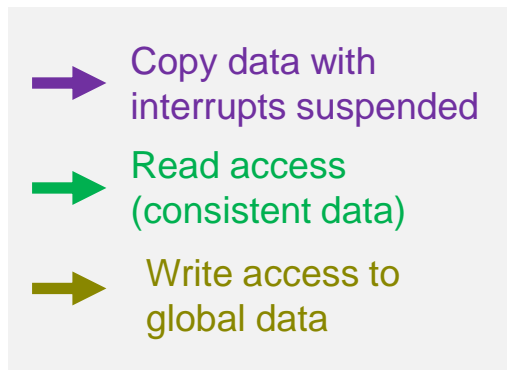 Copy data with
interrupts suspended
Read access
(consistent data)
Write access to
global data